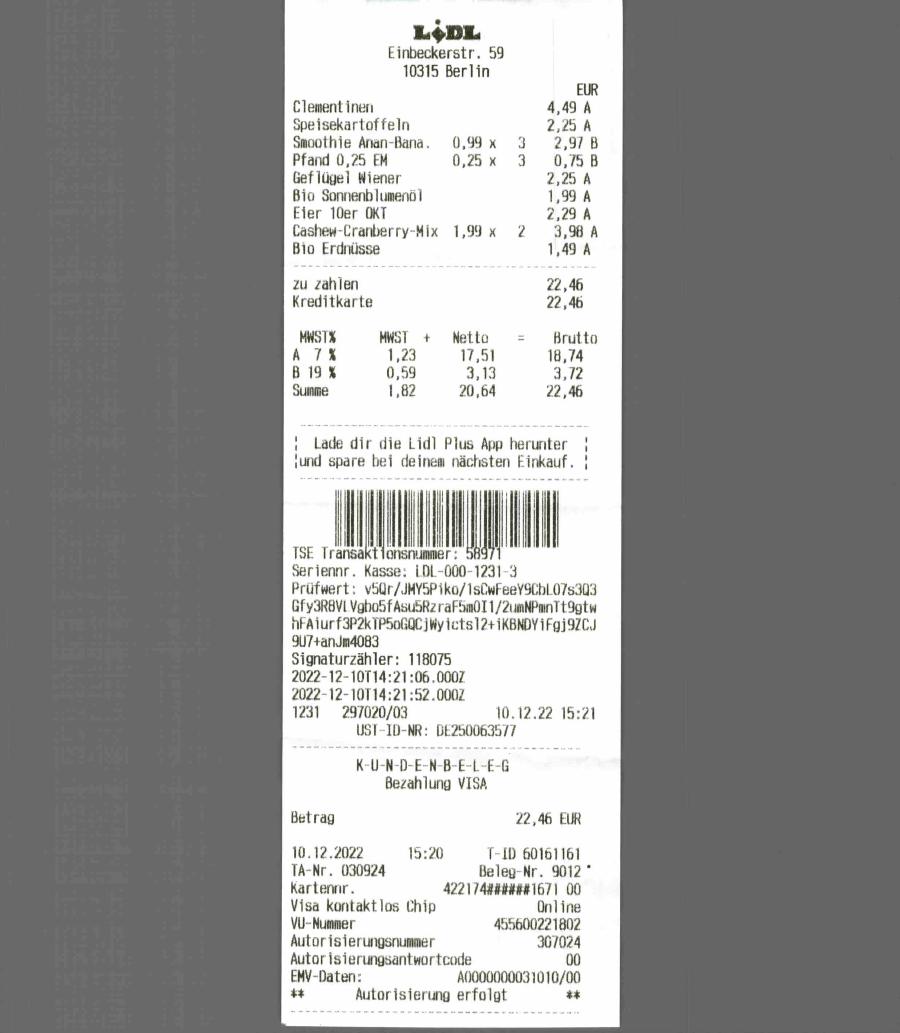 LiDL
Einbeckerstr. 59
10315 Berlin
EUR
Clementinen 4,49 A
Speisekartoffeln 2,25 A
Smoothie Anan-Bana. 0,99 x 3 2,97 B
Pfand 0,25 EM 0,25 x 3 0,75 B
Geflügel Wiener 2,25 A
Bio Sonnenblumenöl 1,99 A
Eier 10er OKT 2,29 A
Cashew-Cranberry-Mix 1,99 x 2 3,98 A
Bio Erdnüsse 1,49 A
zu zahlen 22,46
Kreditkarte 22,46
MWST% MWST + Netto = Brutto
A 7 % 1,23 17,51 18,74
B 19 % 0,59 3,13 3,72
Summe 1,82 20,64 22,46
Lade dir die Lidl Plus App herunter
und spare bei deinem nächsten Einkauf.
TSE Transaktionsnummer: 58971
Seriennr. Kasse: LDL-000-1231-3
Prüfwert: v5Qr/JMY5Piko/1sCwFeeY9CbL07s3Q3
Gfy3R8VLVgho5fAsu5RzraF5m0I1/2umNPmnTt9gtw
hFAiurf3P2kTP5oGQCjWyictsl2+iKBNDYiFgj9ZCJ
9U7+anJm4083
Signaturzähler: 118075
2022-12-10T14:21:06.000Z
2022-12-10T14:21:52.000Z
1231 297020/03 10.12.22 15:21
UST-ID-NR: DE250063577
K-U-N-D-E-N-B-E-L-E-G
Bezahlung VISA
Betrag 22,46 EUR
10.12.2022 15:20 T-ID 60161161
TA-Nr. 030924 Beleg-Nr. 9012
Kartennr. 422174######1671 00
Visa kontaktlos Chip Online
VU-Nummer 455600221802
Autorisierungsnummer 3G7024
Autorisierungsantwortcode 00
EMV-Daten: A0000000031010/00
** Autorisierung erfolgt **